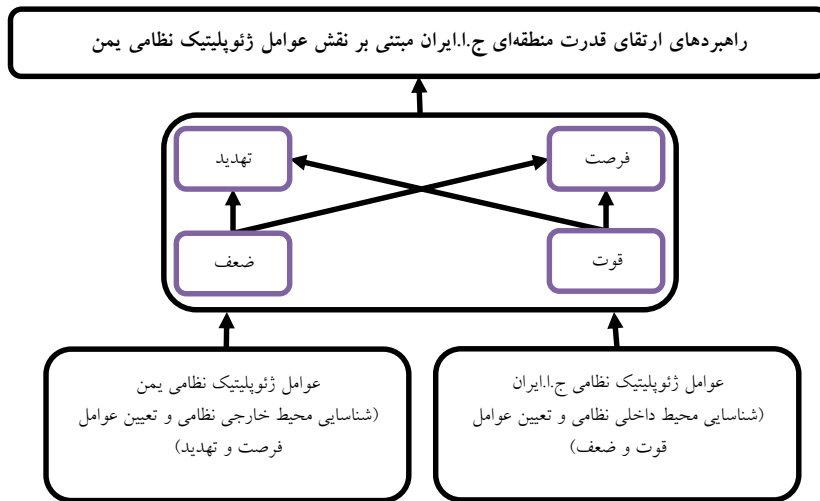 راهبردهای ارتقای قدرت منطقه‌ای ج.ا.ایران مبتنی بر نقش عوامل ژئوپلیتیک نظامی یمن
فرصت
تهدید
قوت
ضعف
عوامل ژئوپلیتیک نظامی ج.ا.ایران
(شناسایی محیط داخلی نظامی و تعیین عوامل
قوت و ضعف)
عوامل ژئوپلیتیک نظامی یمن
(شناسایی محیط خارجی نظامی و تعیین عوامل
فرصت و تهدید)